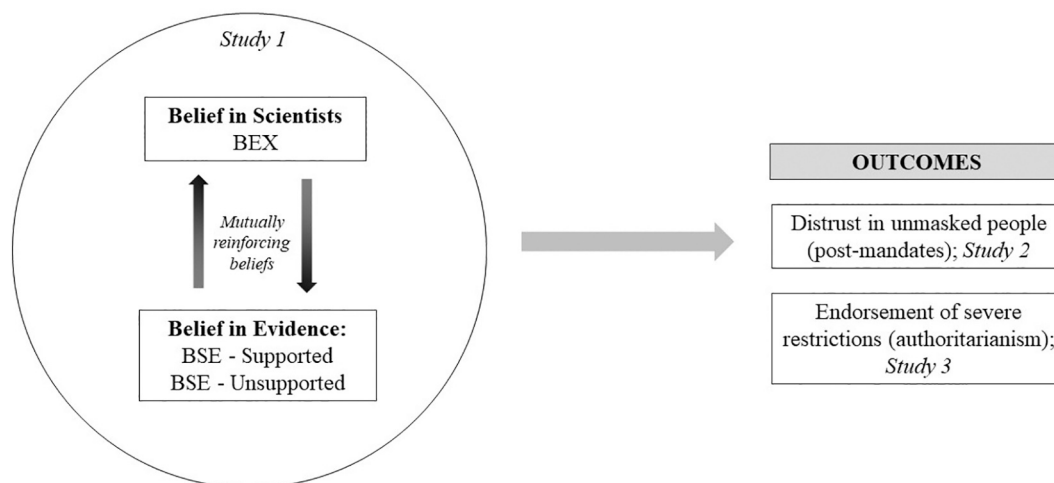 Study 1
Belief in Scientists
BEX
Mutually
reinforcing
beliefs
Belief in Evidence:
BSE - Supported
BSE - Unsupported
OUTCOMES
Distrust in unmasked people
(post-mandates); Study 2
Endorsement of severe
restrictions (authoritarianism);
Study 3